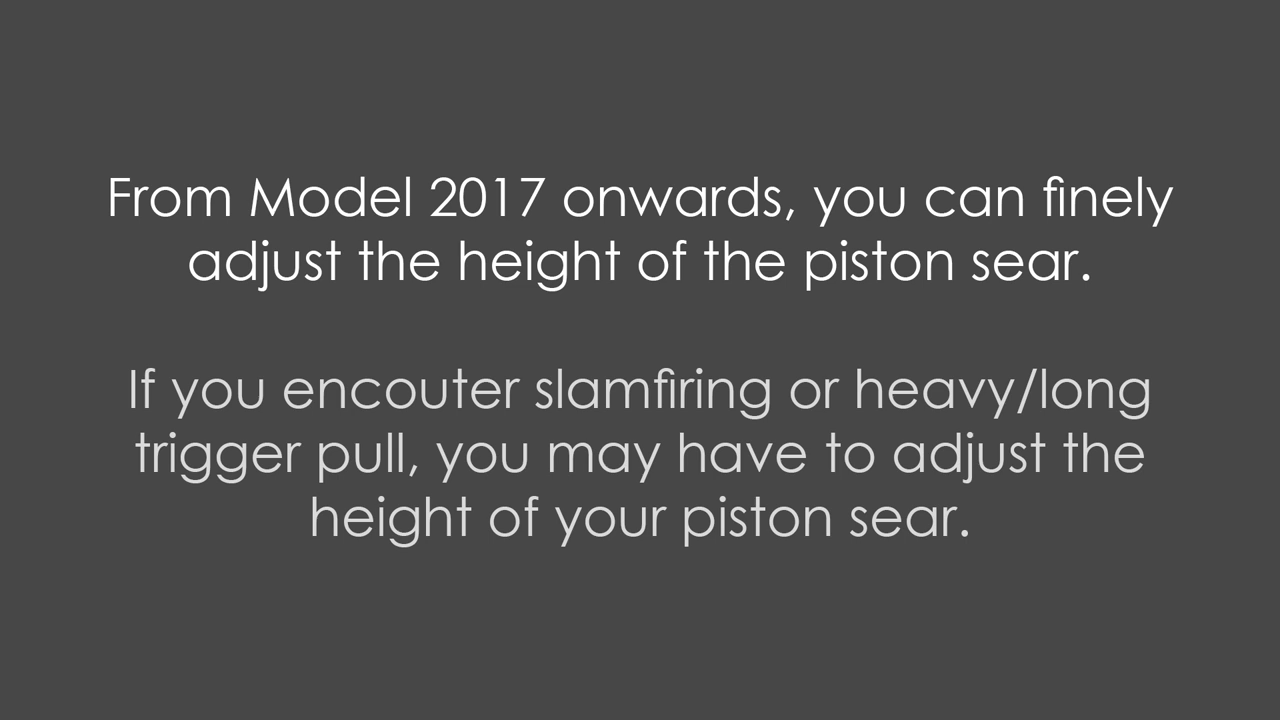 From Model 2017 onwards, you can finely
adjust the height of the piston sear.
If you encouter slamfiring or heavy/long
trigger pull, you may have to adjust the
height of your piston sear.